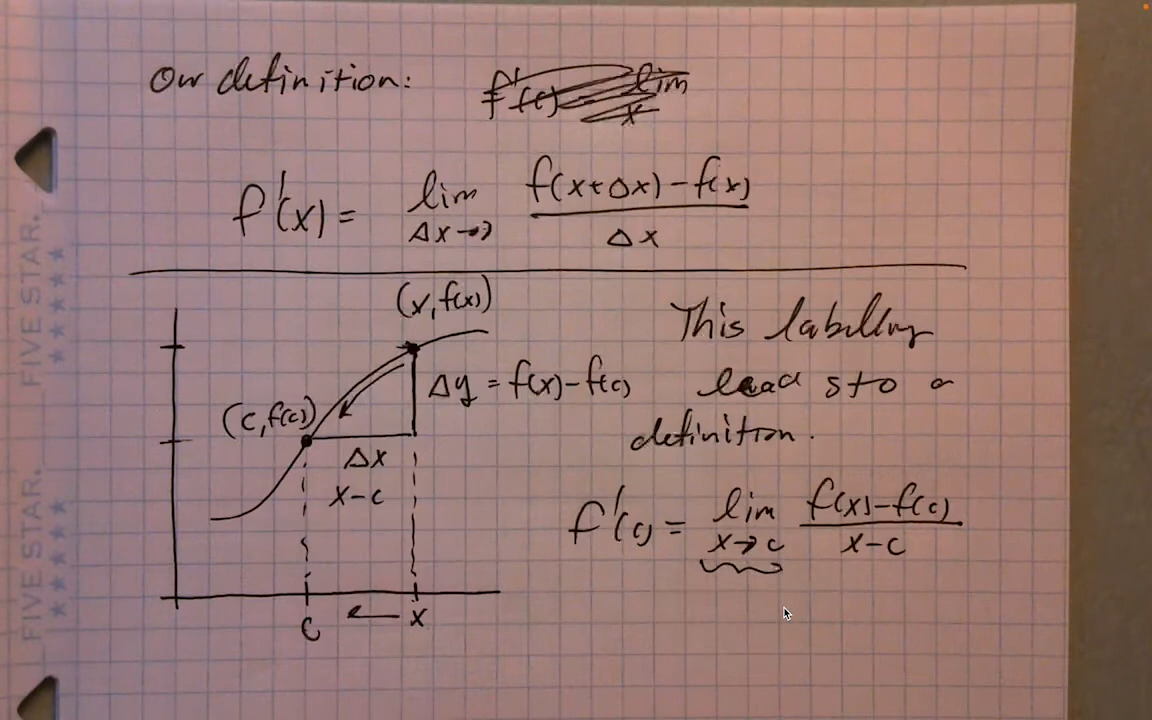 Our definition:
f'(c) = lim
x
f'(x) = lim f(x+Δx)-f(x)
Δx→0 Δx
(x, f(x))
This labelling
Δy = f(x)-f(c) leads to a
(c, f(c))
definition.
Δx
x-c
f'(c) = lim f(x)-f(c)
x→c x-c
c x
FIVE STAR.
FIVE STAR.